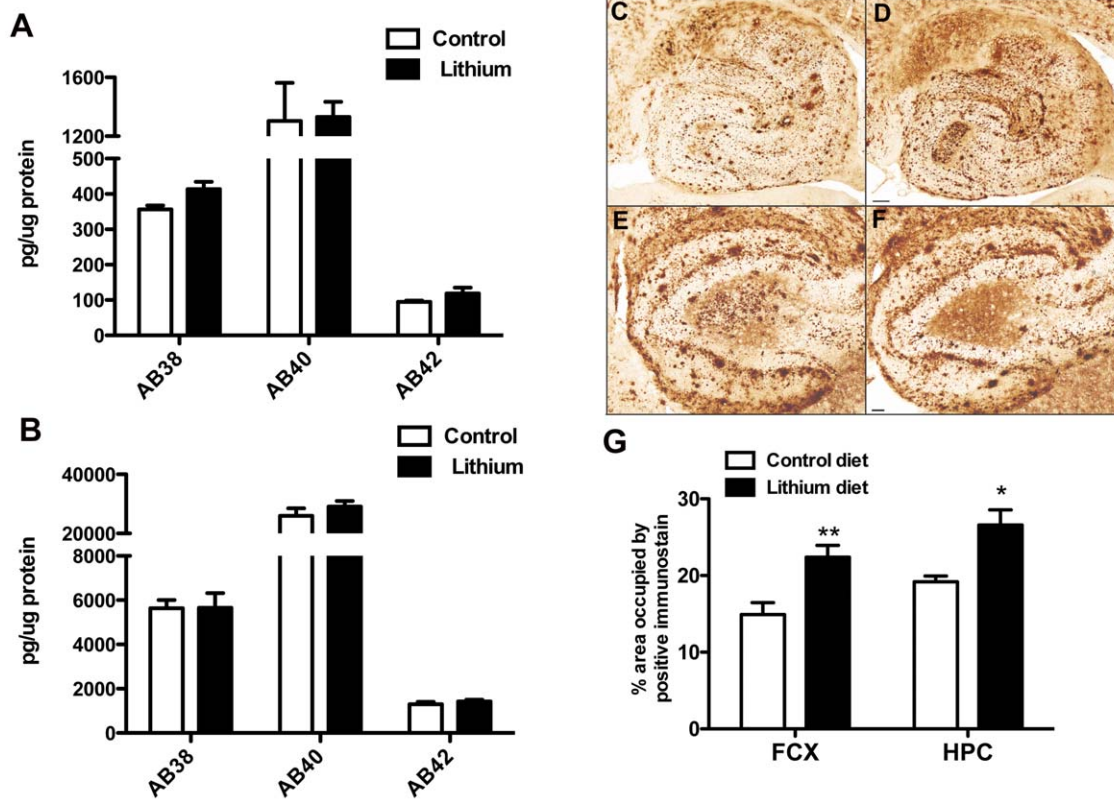 A
Control
Lithium
1600
1200
500
400
300
200
100
0
pg/ug protein
AB38
AB40
AB42
B
Control
Lithium
40000
20000
8000
6000
4000
2000
0
pg/ug protein
AB38
AB40
AB42
C
D
E
F
G
Control diet
Lithium diet
30
20
10
0
% area occupied by
positive immunostain
**
*
FCX
HPC